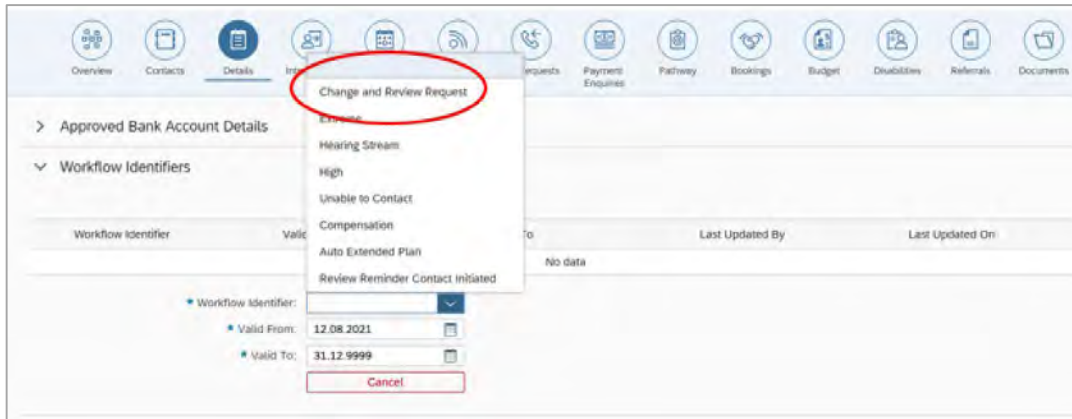 Overview Contacts Details Inte equests Payment Pathway Bookings Budget Disabilities Referrals Documents
Enquires
Change and Review Request
Extreme
Hearing Stream
High
Unable to Contact
Compensation
Auto Extended Plan
Review Reminder Contact Initiated
> Approved Bank Account Details
Workflow Identifiers
Workflow Identifier Valid To Last Updated By Last Updated On
No data
* Workflow Identifier:
* Valid From: 12.08.2021
* Valid To: 31.12.9999
Cancel